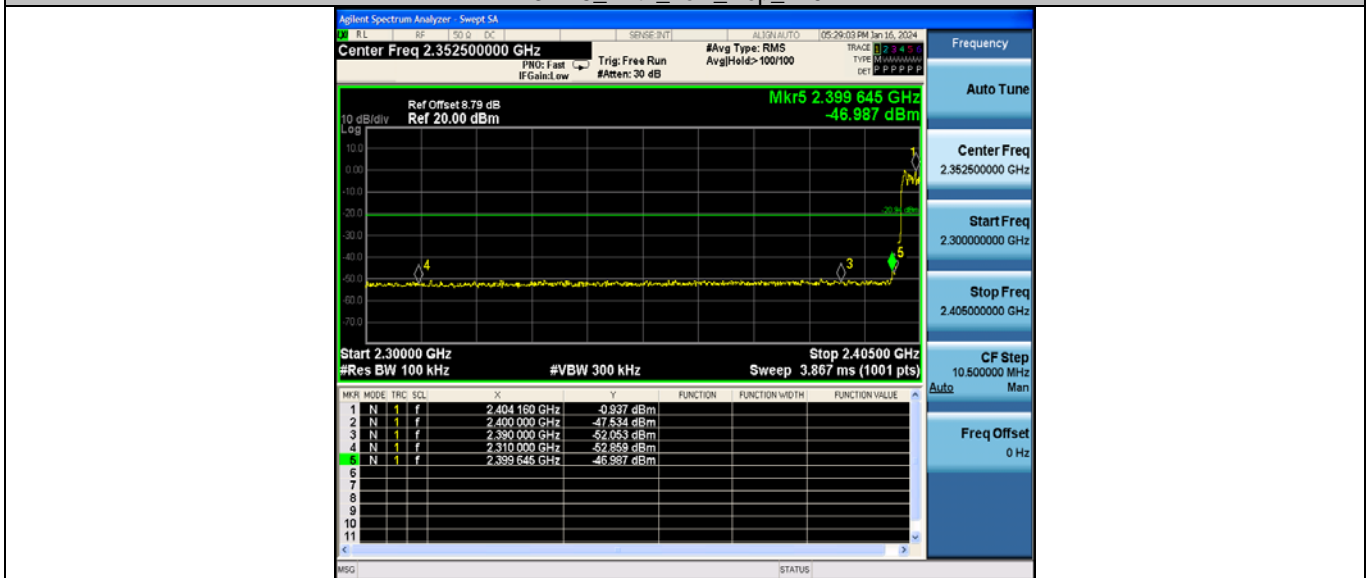 Agilent Spectrum Analyzer - Swept SA
RL RF 50 Ω DC SENSE:INT ALIGN AUTO 05:29:03 PM Jan 16, 2024
Center Freq 2.352500000 GHz
PNO: Fast
IFGain:Low
Trig: Free Run
#Atten: 30 dB
#Avg Type: RMS
Avg|Hold:> 100/100
TRACE 1 2 3 4 5 6
TYPE M
DET P P P P P P
Frequency
Auto Tune
Center Freq
2.352500000 GHz
Start Freq
2.300000000 GHz
Stop Freq
2.405000000 GHz
CF Step
10.500000 MHz
Auto Man
Freq Offset
0 Hz
Mkr5 2.399 645 GHz
-46.987 dBm
Ref Offset 8.79 dB
10 dB/div Ref 20.00 dBm
Log
10.0
0.00
-10.0
-20.0
-30.0
-40.0
-50.0
-60.0
-70.0
1
4
3
5
Start 2.30000 GHz Stop 2.40500 GHz
#Res BW 100 kHz #VBW 300 kHz Sweep 3.867 ms (1001 pts)
MKR MODE TRC SCL X Y FUNCTION FUNCTION WIDTH FUNCTION VALUE
1 N 1 f 2.404 160 GHz -0.937 dBm
2 N 1 f 2.400 000 GHz -47.534 dBm
3 N 1 f 2.390 000 GHz -52.053 dBm
4 N 1 f 2.310 000 GHz -52.859 dBm
5 N 1 f 2.399 645 GHz -46.987 dBm
6
7
8
9
10
11
MSG STATUS